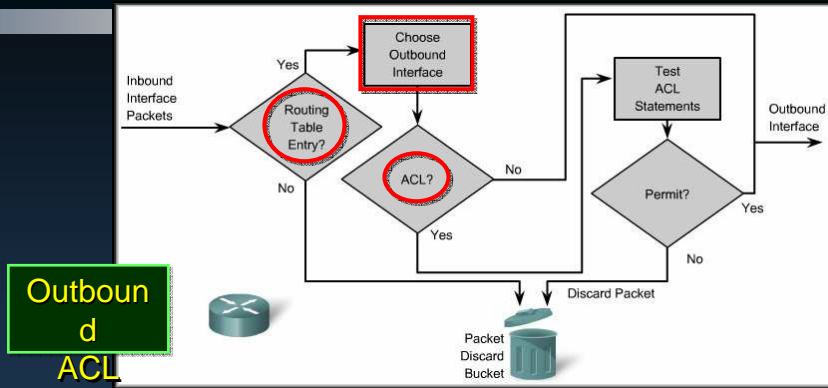 Choose
Outbound
Interface
Yes
Inbound
Interface
Packets
Routing
Table
Entry?
No
ACL?
No
Yes
Test
ACL
Statements
Outbound
Interface
Permit?
Yes
No
Discard Packet
Packet
Discard
Bucket
Outboun
d
ACL